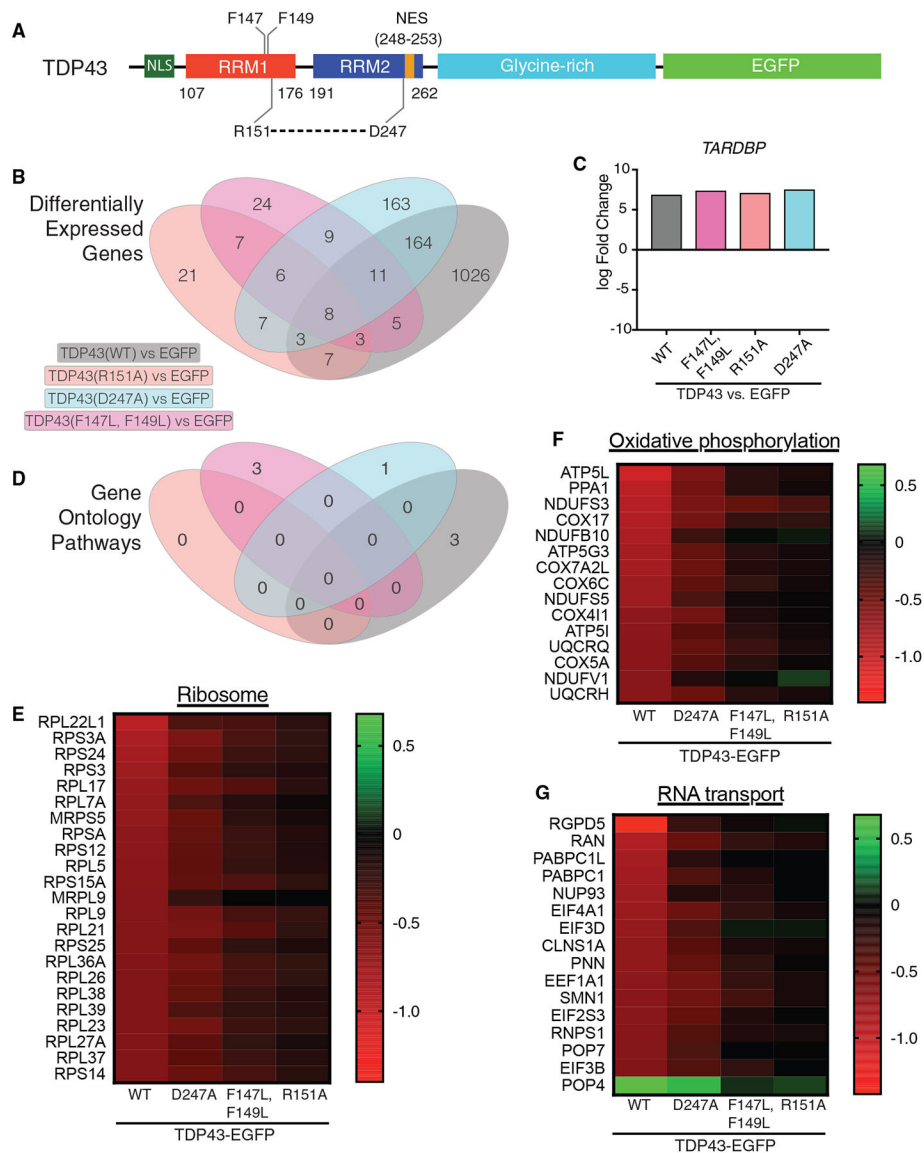 A
F147 F149
NES
(248-253)
TDP43
NLS
RRM1
RRM2
Glycine-rich
EGFP
107 176 191 262
R151 D247
B
Differentially
Expressed
Genes
24 163
7 9 164
21 6 11 1026
8
7 3 3 5
7
TDP43(WT) vs EGFP
TDP43(R151A) vs EGFP
TDP43(D247A) vs EGFP
TDP43(F147L, F149L) vs EGFP
C
TARDBP
log Fold Change
10
5
0
-5
-10
WT
F147L,
F149L
R151A
D247A
TDP43 vs. EGFP
D
Gene
Ontology
Pathways
3 1
0 0
0 0 0 3
0 0 0
0 0
0
E
Ribosome
RPL22L1
RPS3A
RPS24
RPS3
RPL17
RPL7A
MRPS5
RPSA
RPS12
RPL5
RPS15A
MRPL9
RPL9
RPL21
RPS25
RPL36A
RPL26
RPL38
RPL39
RPL23
RPL27A
RPL37
RPS14
0.5
0
-0.5
-1.0
WT D247A F147L, R151A
F149L
TDP43-EGFP
F
Oxidative phosphorylation
ATP5L
PPA1
NDUFS3
COX17
NDUFB10
ATP5G3
COX7A2L
COX6C
NDUFS5
COX4I1
ATP5I
UQCRQ
COX5A
NDUFV1
UQCRH
0.5
0
-0.5
-1.0
WT D247A F147L, R151A
F149L
TDP43-EGFP
G
RNA transport
RGPD5
RAN
PABPC1L
PABPC1
NUP93
EIF4A1
EIF3D
CLNS1A
PNN
EEF1A1
SMN1
EIF2S3
RNPS1
POP7
EIF3B
POP4
0.5
0
-0.5
-1.0
WT D247A F147L, R151A
F149L
TDP43-EGFP